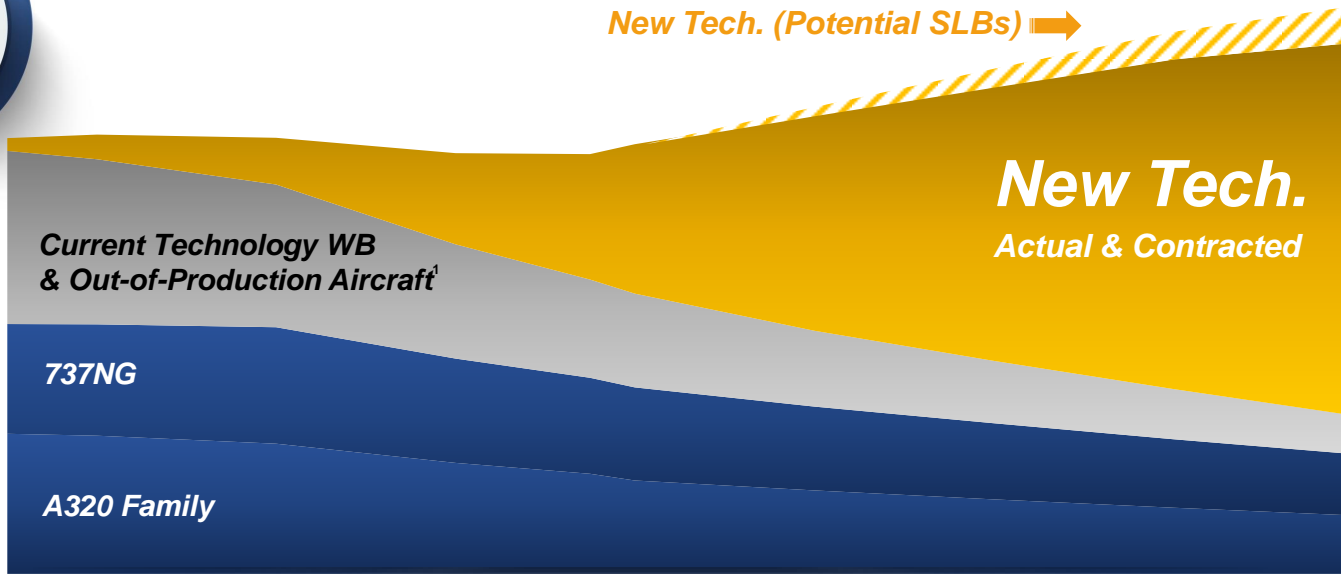 New Tech. (Potential SLBs)
New Tech.
Actual & Contracted
Current Technology WB
& Out-of-Production Aircraft¹
737NG
A320 Family